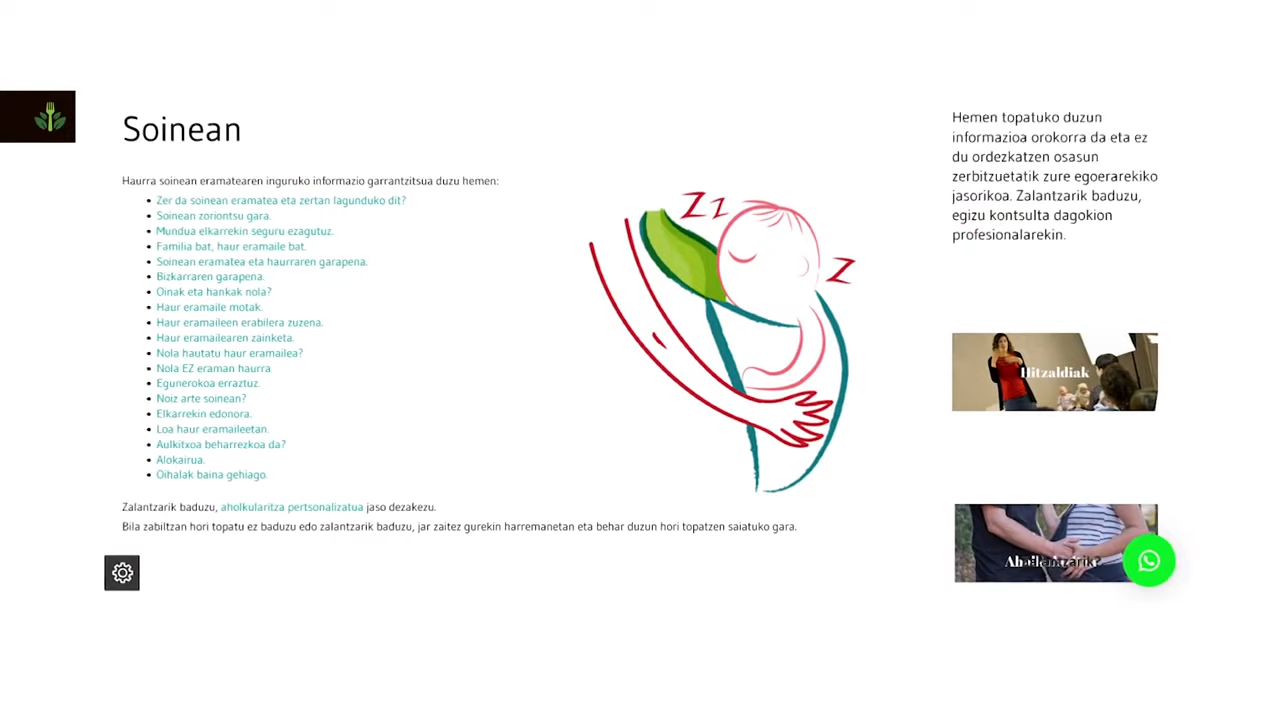 Soinean
Haurra soinean eramatearen inguruko informazio garrantzitsua duzu hemen:
Zer da soinean eramatea eta zertan lagunduko dit?
Soinean zoriontsu gara.
Mundua elkarrekin seguru ezagutuz.
Familia bat, haur eramaile bat.
Soinean eramatea eta haurraren garapena.
Bizkarraren garapena.
Oinak eta hankak nola?
Haur eramaile motak.
Haur eramaileen erabilera zuzena.
Haur eramailearen zainketa.
Nola hautatu haur eramailea?
Nola EZ eraman haurra.
Egunerokoa erraztuz.
Noiz arte soinean?
Elkarrekin edonora.
Loa haur eramaileetan.
Aulkitxoa beharrezkoa da?
Alokairua.
Oihalak baina gehiago.
Zalantzarik baduzu, aholkularitza pertsonalizatua jaso dezakezu.
Bila zabiltzan hori topatu ez baduzu edo zalantzarik baduzu, jar zaitez gurekin harremanetan eta behar duzun hori topatzen saiatuko gara.
Z Z
Z
Hemen topatuko duzun
informazioa orokorra da eta ez
du ordezkatzen osasun
zerbitzuetatik zure egoerarekiko
jasorikoa. Zalantzarik baduzu,
egizu kontsulta dagokion
profesionalarekin.
Hitzaldiak